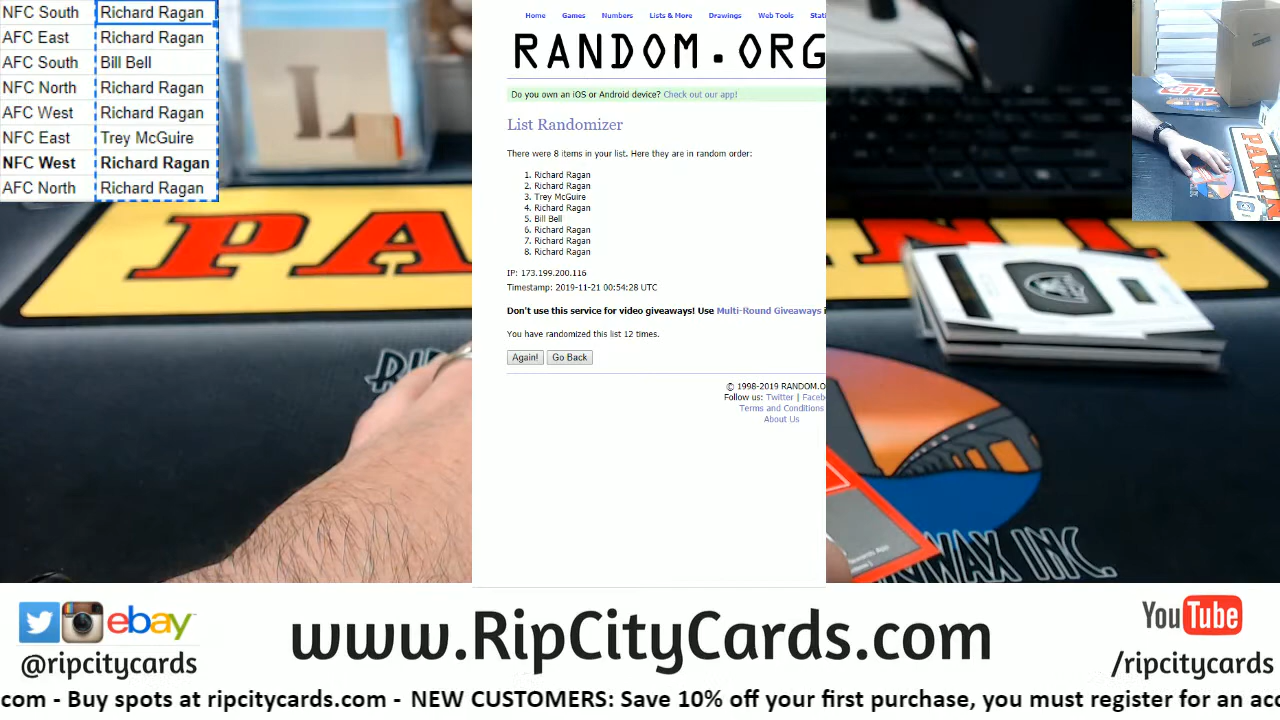 NFC South Richard Ragan
AFC East Richard Ragan
AFC South Bill Bell
NFC North Richard Ragan
AFC West Richard Ragan
NFC East Trey McGuire
NFC West Richard Ragan
AFC North Richard Ragan
L
PA
Home Games Numbers Lists & More Drawings Web Tools
RANDOM.ORG
Do you own an iOS or Android device? Check out our app!
List Randomizer
There were 8 items in your list. Here they are in random order:
1. Richard Ragan
2. Richard Ragan
3. Trey McGuire
4. Richard Ragan
5. Bill Bell
6. Richard Ragan
7. Richard Ragan
8. Richard Ragan
IP: 173.199.200.116
Timestamp: 2019-11-21 00:54:28 UTC
Don't use this service for video giveaways! Use Multi-Round Giveaways
You have randomized this list 12 times.
Again! Go Back
© 1998-2019 RANDOM.O
Follow us: Twitter | Faceb
Terms and Conditions
About Us
PANIN
WAX INC.
ebay
@ripcitycards
www.RipCityCards.com
YouTube
/ripcitycards
com - Buy spots at ripcitycards.com - NEW CUSTOMERS: Save 10% off your first purchase, you must register for an acc